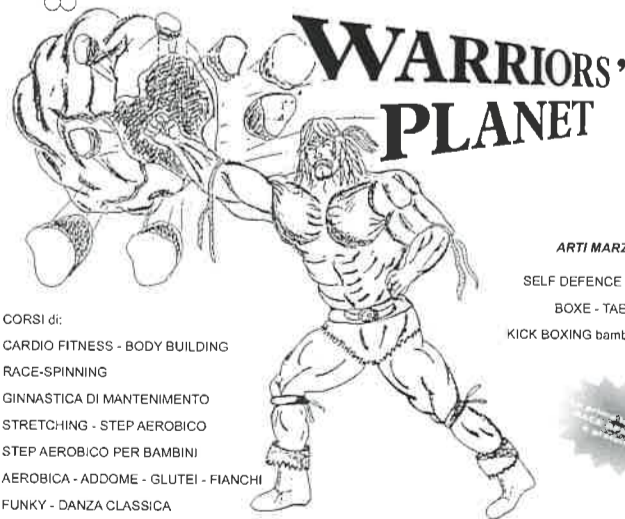 WARRIORS'
PLANET
ARTI MARZ
SELF DEFENCE
BOXE - TAE
KICK BOXING bamb
CORSI di:
CARDIO FITNESS - BODY BUILDING
RACE-SPINNING
GINNASTICA DI MANTENIMENTO
STRETCHING - STEP AEROBICO
STEP AEROBICO PER BAMBINI
AEROBICA - ADDOME - GLUTEI - FIANCHI
FUNKY - DANZA CLASSICA